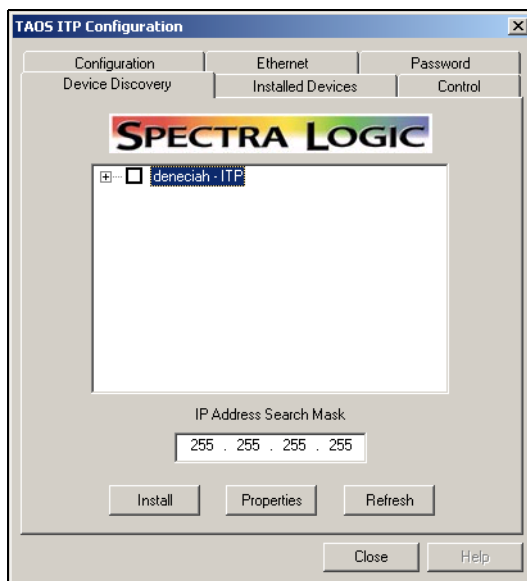 TAOS ITP Configuration
Configuration Ethernet Password
Device Discovery Installed Devices Control
SPECTRA LOGIC
deneciah - ITP
IP Address Search Mask
255 . 255 . 255 . 255
Install Properties Refresh
Close Help